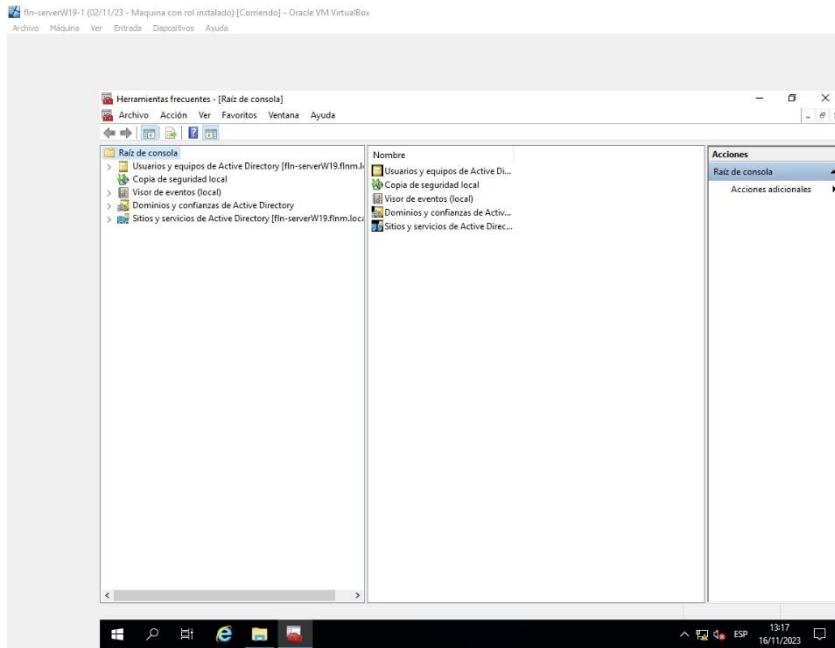 fln-serverW19-1 (02/11/23 - Maquina con rol instalado) [Corriendo] - Oracle VM VirtualBox
Archivo Máquina Ver Entrada Dispositivos Ayuda
Herramientas frecuentes - [Raíz de consola]
Archivo Acción Ver Favoritos Ventana Ayuda
Raíz de consola
Usuarios y equipos de Active Directory [fln-serverW19.flnm.l
Copia de seguridad local
Visor de eventos (local)
Dominios y confianzas de Active Directory
Sitios y servicios de Active Directory [fln-serverW19.flnm.loca
Nombre
Usuarios y equipos de Active Di...
Copia de seguridad local
Visor de eventos (local)
Dominios y confianzas de Activ...
Sitios y servicios de Active Direc...
Acciones
Raíz de consola
Acciones adicionales
ESP
13:17
16/11/2023